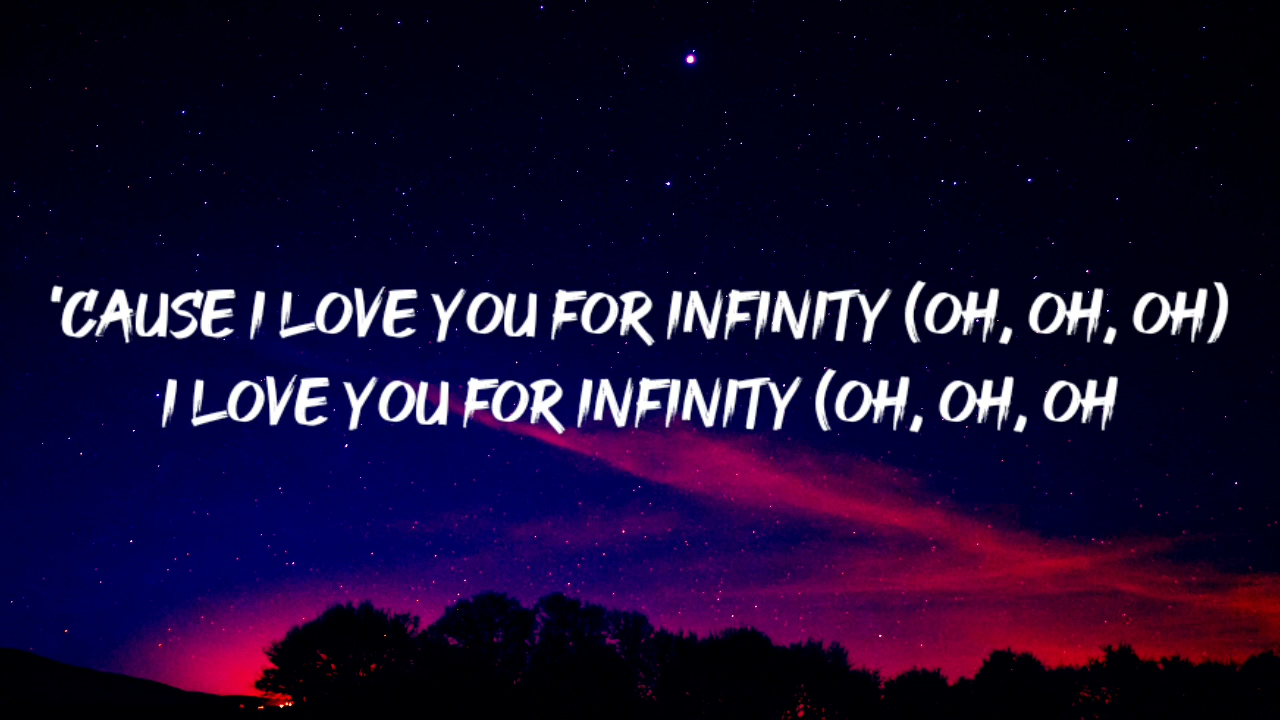 'CAUSE I LOVE YOU FOR INFINITY (OH, OH, OH)
I LOVE YOU FOR INFINITY (OH, OH, OH